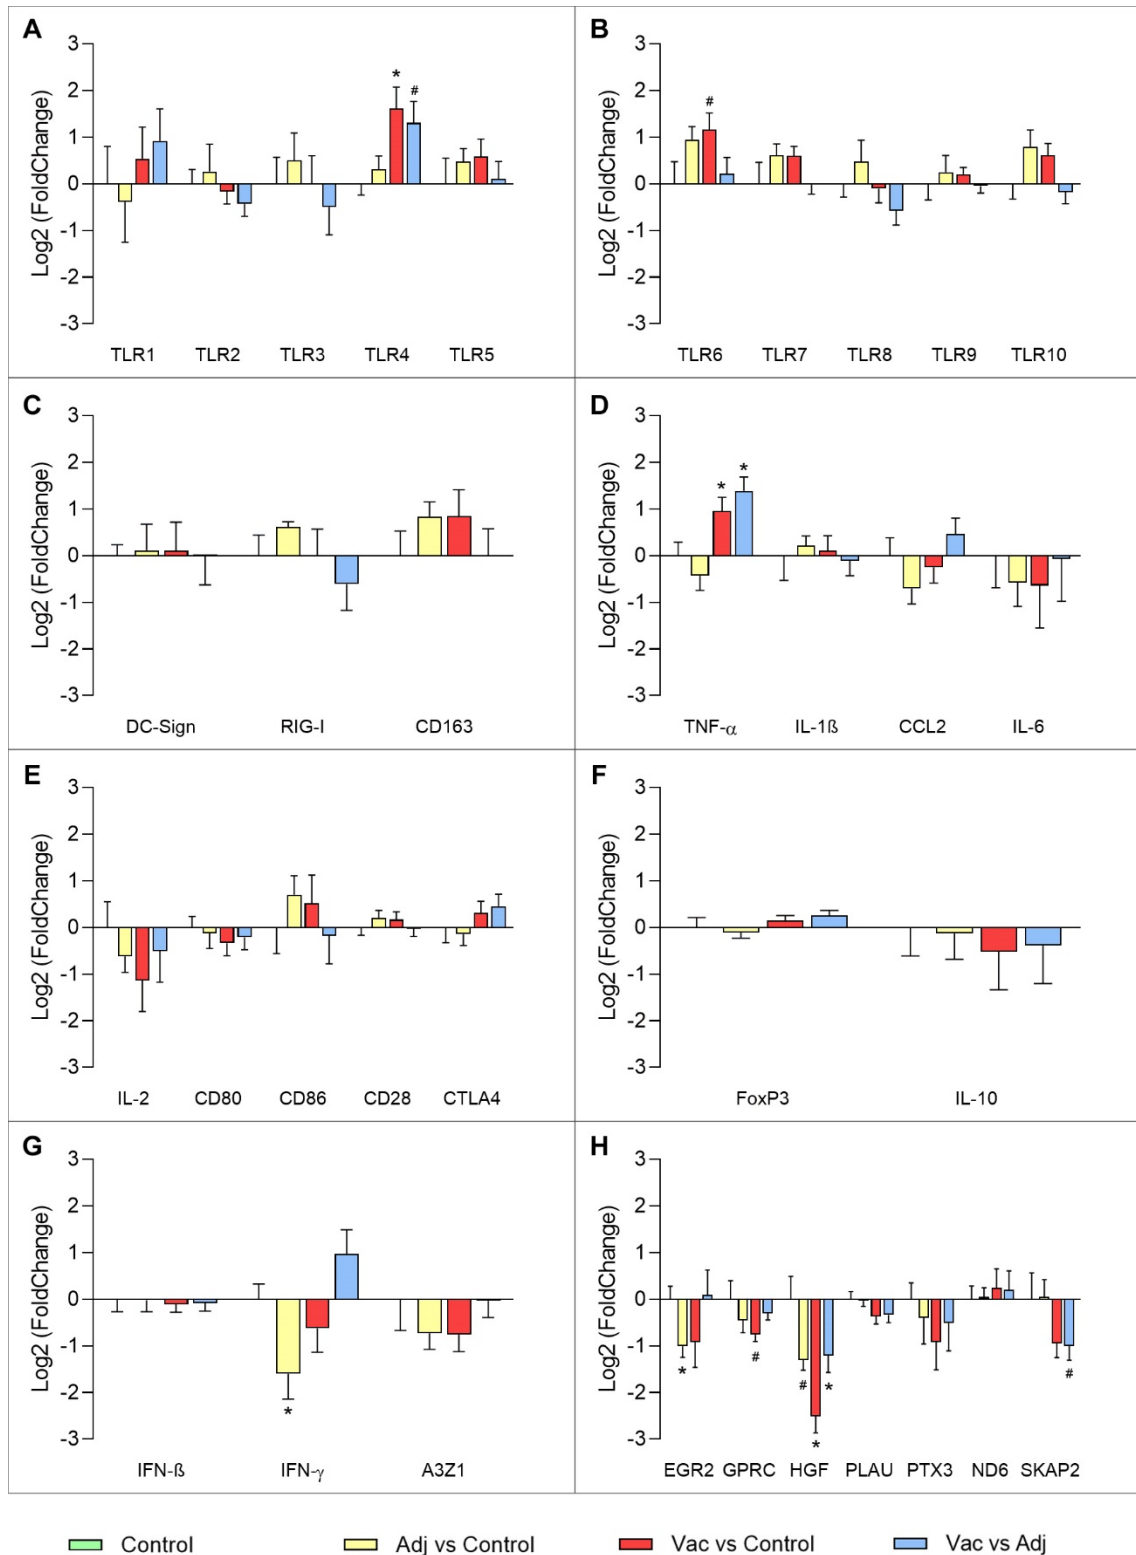 A
3
2
1
0
-1
-2
-3
Log2 (FoldChange)
*
#
TLR1 TLR2 TLR3 TLR4 TLR5
B
3
2
1
0
-1
-2
-3
Log2 (FoldChange)
#
TLR6 TLR7 TLR8 TLR9 TLR10
C
3
2
1
0
-1
-2
-3
Log2 (FoldChange)
DC-Sign RIG-I CD163
D
3
2
1
0
-1
-2
-3
Log2 (FoldChange)
* *
TNF-α IL-1ß CCL2 IL-6
E
3
2
1
0
-1
-2
-3
Log2 (FoldChange)
IL-2 CD80 CD86 CD28 CTLA4
F
3
2
1
0
-1
-2
-3
Log2 (FoldChange)
FoxP3 IL-10
G
3
2
1
0
-1
-2
-3
Log2 (FoldChange)
*
IFN-ß IFN-γ A3Z1
H
3
2
1
0
-1
-2
-3
Log2 (FoldChange)
* # # * * #
EGR2 GPRC HGF PLAU PTX3 ND6 SKAP2
Control Adj vs Control Vac vs Control Vac vs Adj